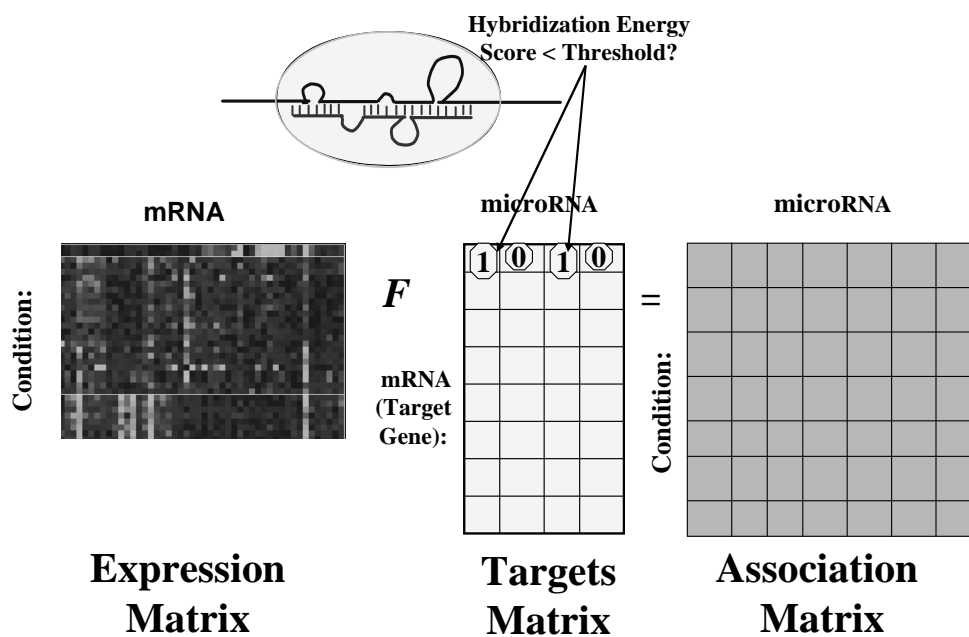 Hybridization Energy
Score < Threshold?
mRNA
microRNA
microRNA
Condition:
F
1 0 1 0
=
mRNA
(Target
Gene):
Condition:
Expression
Matrix
Targets
Matrix
Association
Matrix